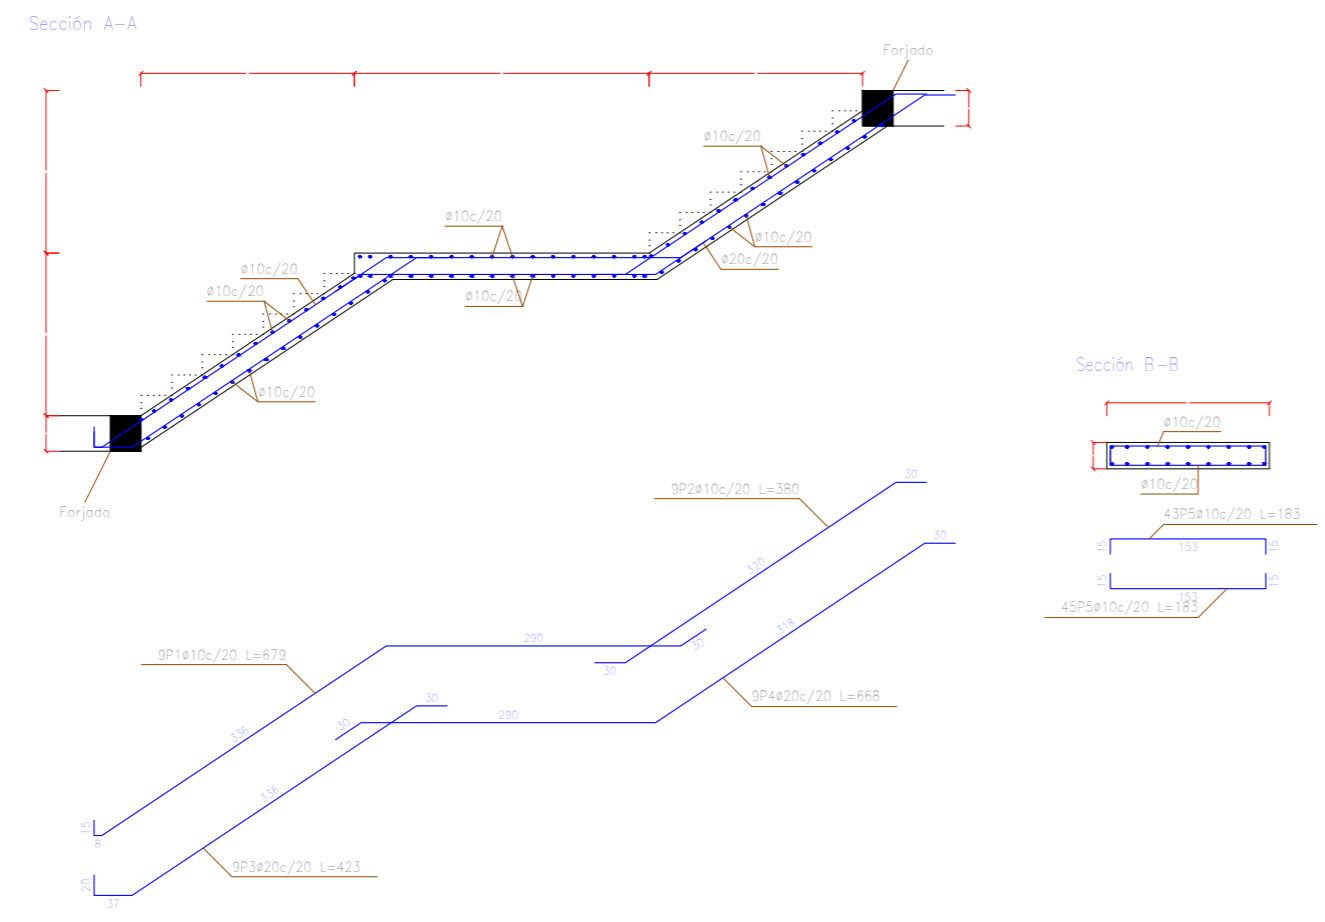 Sección A-A
Forjado
ø10c/20
ø10c/20
ø10c/20
ø20c/20
ø10c/20
ø10c/20
ø10c/20
ø10c/20
Forjado
Sección B-B
ø10c/20
ø10c/20
43P5ø10c/20 L=183
15
153
15
15
153
15
45P5ø10c/20 L=183
9P2ø10c/20 L=380
30
320
30
9P1ø10c/20 L=679
290
30
336
15
8
30
318
9P4ø20c/20 L=668
290
30
30
336
9P3ø20c/20 L=423
20
37